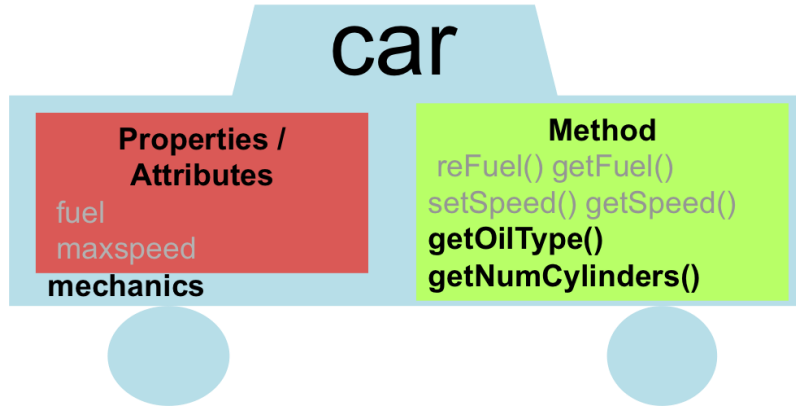 car
Properties /
Attributes
fuel
maxspeed
mechanics
Method
reFuel() getFuel()
setSpeed() getSpeed()
getOilType()
getNumCylinders()